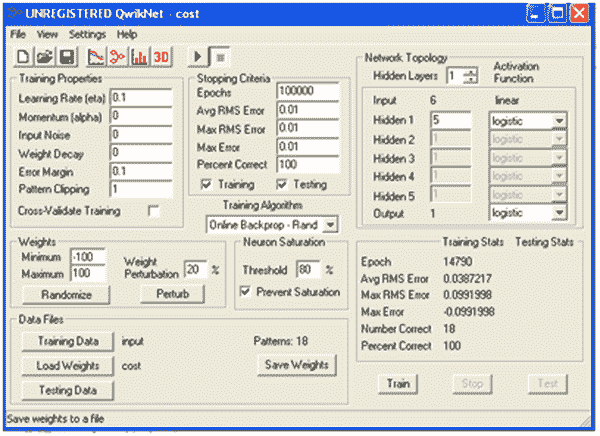 UNREGISTERED QwikNet - cost
File View Settings Help
3D
Training Properties
Learning Rate (eta) 0.1
Momentum (alpha) 0
Input Noise 0
Weight Decay 0
Error Margin 0.1
Pattern Clipping 1
Cross-Validate Training
Stopping Criteria
Epochs 100000
Avg RMS Error 0.01
Max RMS Error 0.01
Max Error 0.01
Percent Correct 100
Training Testing
Training Algorithm
Online Backprop - Rand
Network Topology
Hidden Layers 1 Activation Function
Input 6 linear
Hidden 1 5 logistic
Hidden 2 1 logistic
Hidden 3 1 logistic
Hidden 4 1 logistic
Hidden 5 1 logistic
Output 1 logistic
Weights
Minimum -100
Maximum 100
Weight Perturbation 20 %
Randomize Perturb
Neuron Saturation
Threshold 80 %
Prevent Saturation
Training Stats Testing Stats
Epoch 14790
Avg RMS Error 0.0387217
Max RMS Error 0.0991998
Max Error -0.0991998
Number Correct 18
Percent Correct 100
Data Files
Training Data input Patterns: 18
Load Weights cost Save Weights
Testing Data
Train Stop Test
Save weights to a file